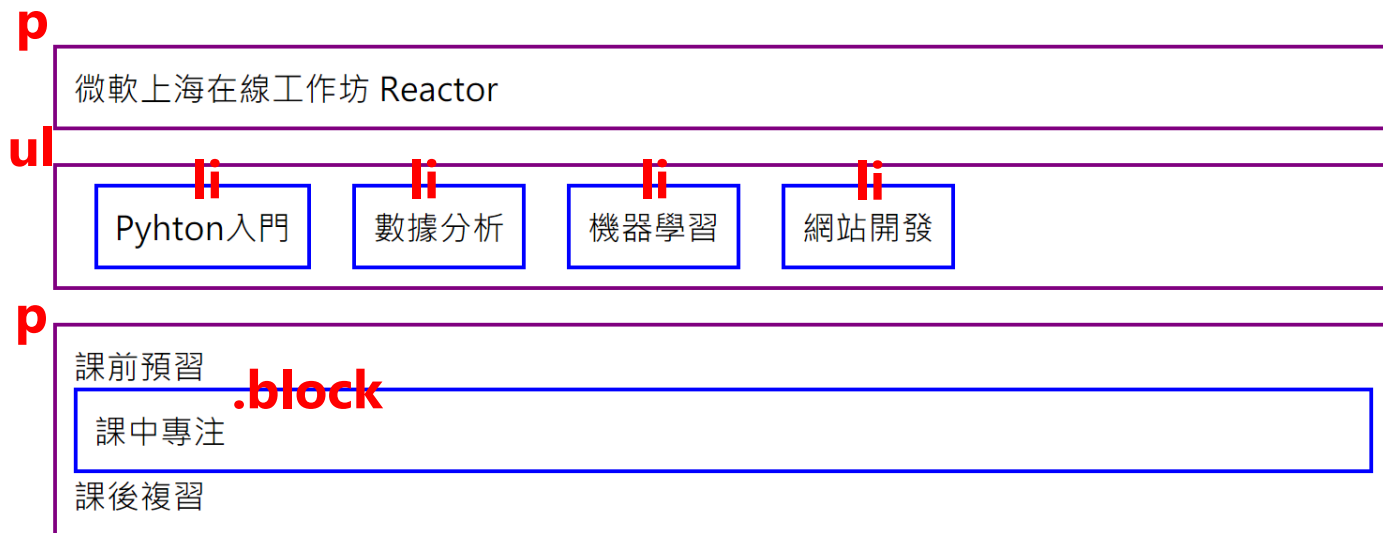 p
微軟上海在線工作坊 Reactor
ul
li li li li
Pyhton入門 數據分析 機器學習 網站開發
p
課前預習
.block
課中專注
課後複習